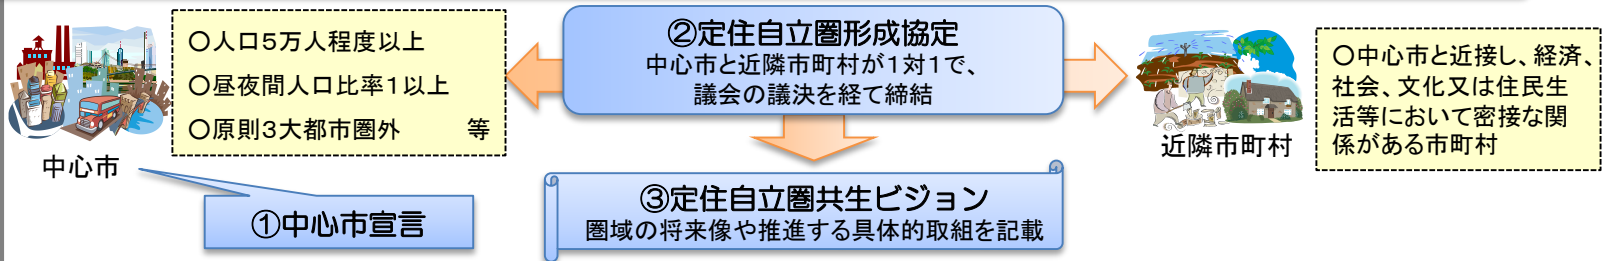 ○人口5万人程度以上
○昼夜間人口比率1以上
○原則3大都市圏外　　等
中心市
①中心市宣言
②定住自立圏形成協定
中心市と近隣市町村が1対1で、
議会の議決を経て締結
③定住自立圏共生ビジョン
圏域の将来像や推進する具体的取組を記載
近隣市町村
○中心市と近接し、経済、
社会、文化又は住民生
活等において密接な関
係がある市町村